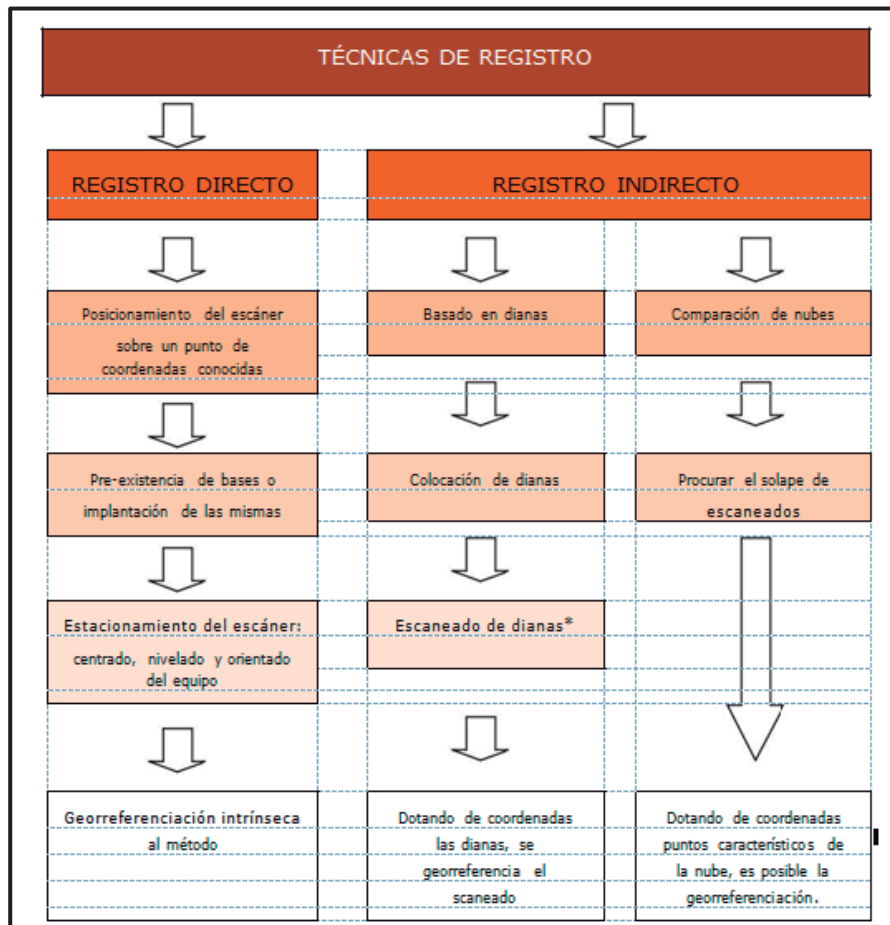 TÉCNICAS DE REGISTRO
REGISTRO DIRECTO
REGISTRO INDIRECTO
Posicionamiento del escáner
sobre un punto de
coordenadas conocidas
Basado en dianas
Comparación de nubes
Pre-existencia de bases o
implantación de las mismas
Colocación de dianas
Procurar el solape de
escaneados
Estacionamiento del escáner:
centrado, nivelado y orientado
del equipo
Escaneado de dianas*
Georreferenciación intrínseca
al método
Dotando de coordenadas
las dianas, se
georreferencia el
scaneado
Dotando de coordenadas
puntos característicos de
la nube, es posible la
georreferenciación.